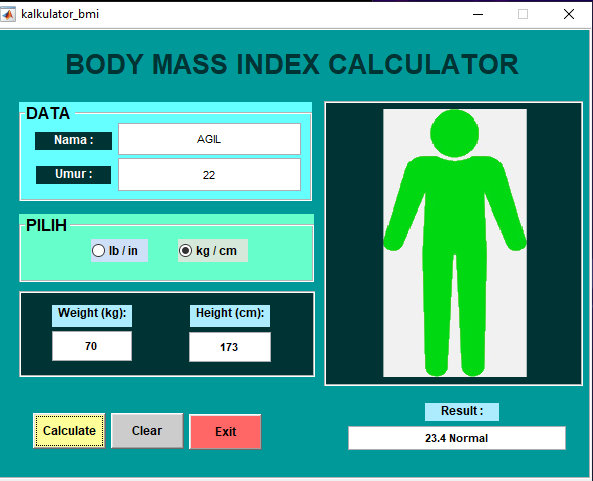 kalkulator_bmi
BODY MASS INDEX CALCULATOR
DATA
Nama :
AGIL
Umur :
22
PILIH
lb / in
kg / cm
Weight (kg):
Height (cm):
70
173
Calculate
Clear
Exit
Result :
23.4 Normal